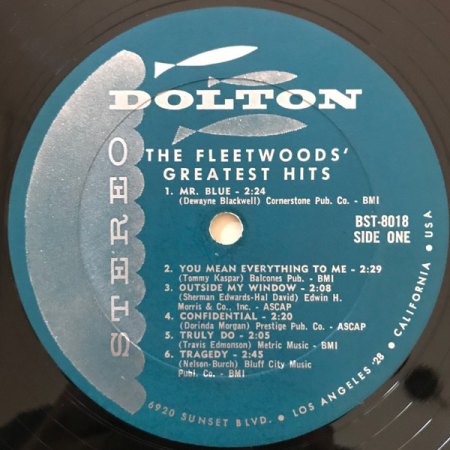 DOLTON
STEREO
THE FLEETWOODS'
GREATEST HITS
1. MR. BLUE - 2:24
(Dewayne Blackwell) Cornerstone Pub. Co. - BMI
BST-8018
SIDE ONE
2. YOU MEAN EVERYTHING TO ME - 2:29
(Tommy Kaspar) Balcones Pub. - BMI
3. OUTSIDE MY WINDOW - 2:08
(Sherman Edwards-Hal David) Edwin H.
Morris & Co., Inc. - ASCAP
4. CONFIDENTIAL - 2:20
(Dorinda Morgan) Prestige Pub. Co. - ASCAP
5. TRULY DO - 2:05
(Travis Edmonson) Metric Music - BMI
6. TRAGEDY - 2:45
(Nelson-Burch) Bluff City Music
Publ. Co. - BMI
6920 SUNSET BLVD. • LOS ANGELES '28 • CALIFORNIA • USA